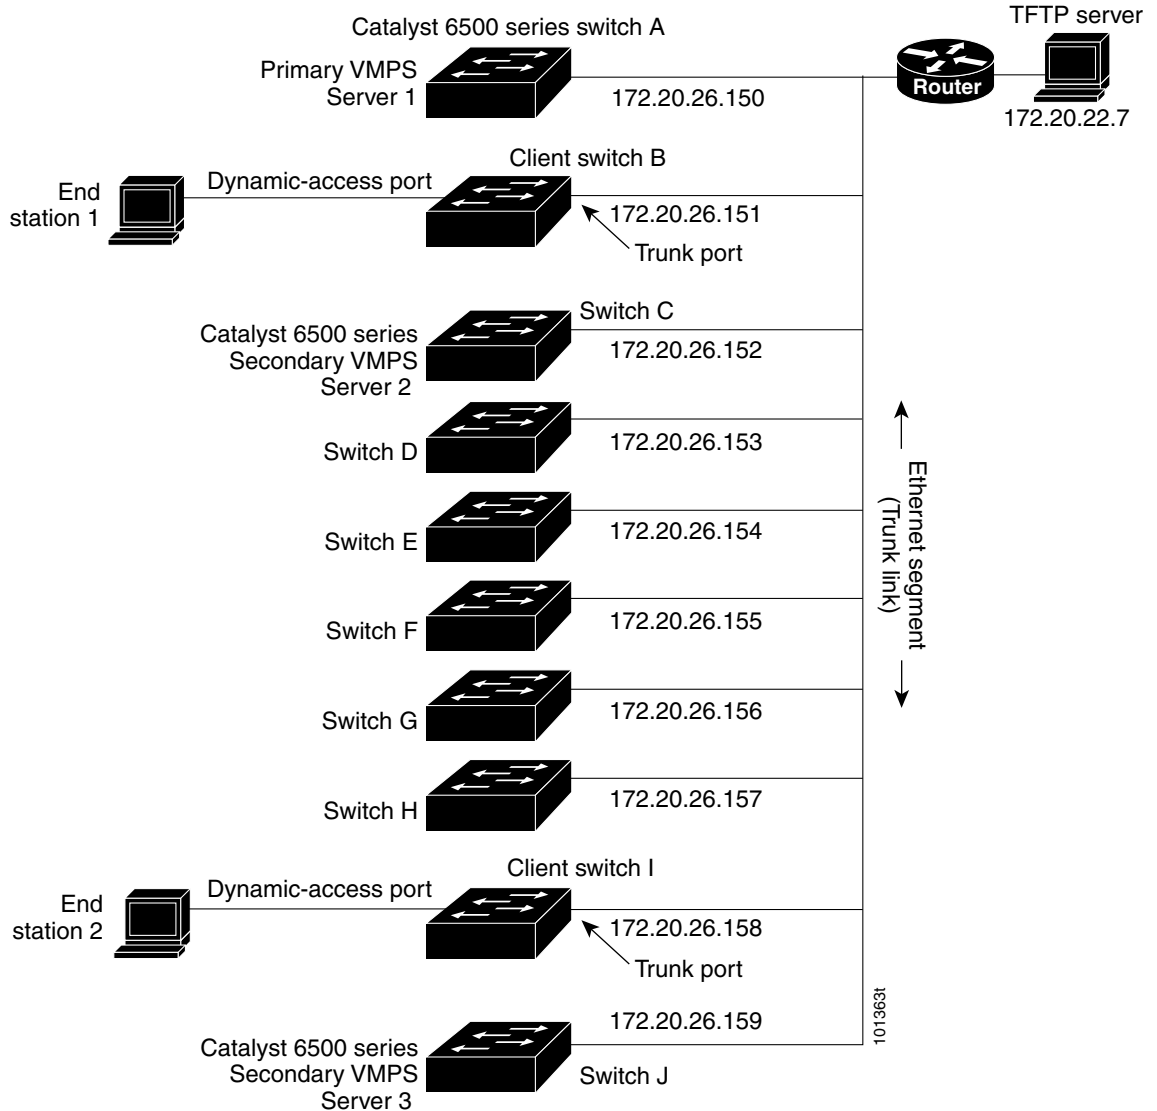 Catalyst 6500 series switch A
TFTP server
Primary VMPS
Server 1
172.20.26.150
Router
172.20.22.7
Client switch B
End
station 1
Dynamic-access port
172.20.26.151
Trunk port
Switch C
Catalyst 6500 series
Secondary VMPS
Server 2
172.20.26.152
Switch D
172.20.26.153
Ethernet segment
(Trunk link)
Switch E
172.20.26.154
Switch F
172.20.26.155
Switch G
172.20.26.156
Switch H
172.20.26.157
Client switch I
End
station 2
Dynamic-access port
172.20.26.158
Trunk port
101363t
172.20.26.159
Catalyst 6500 series
Secondary VMPS
Server 3
Switch J